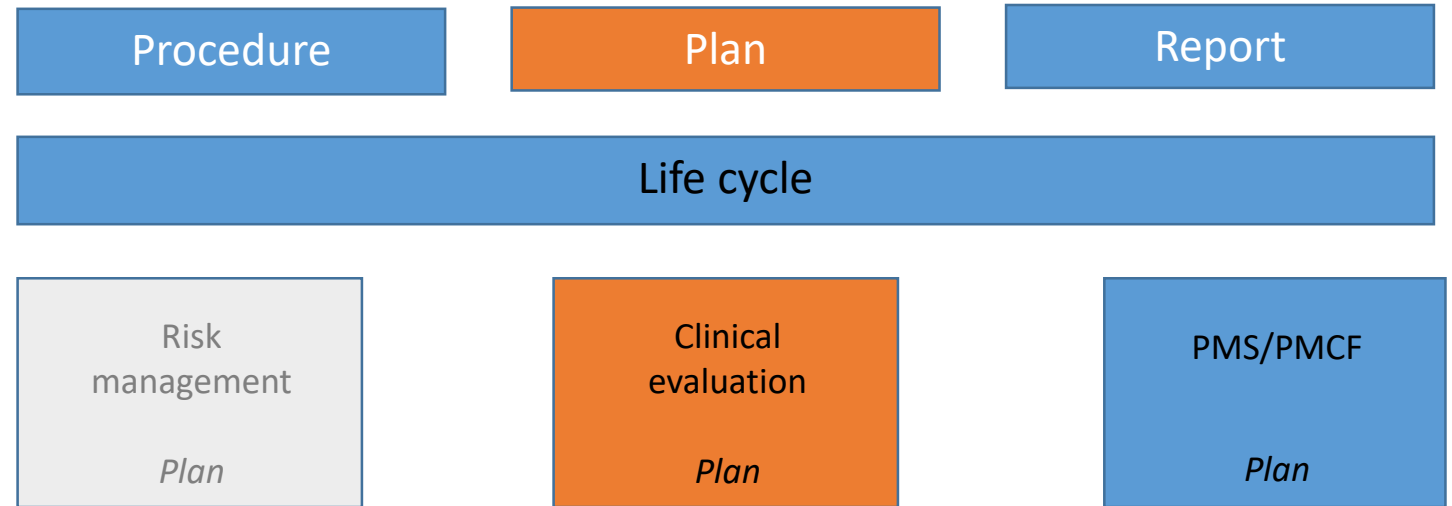 Procedure
Plan
Report
Life cycle
Risk
management
Plan
Clinical
evaluation
Plan
PMS/PMCF
Plan